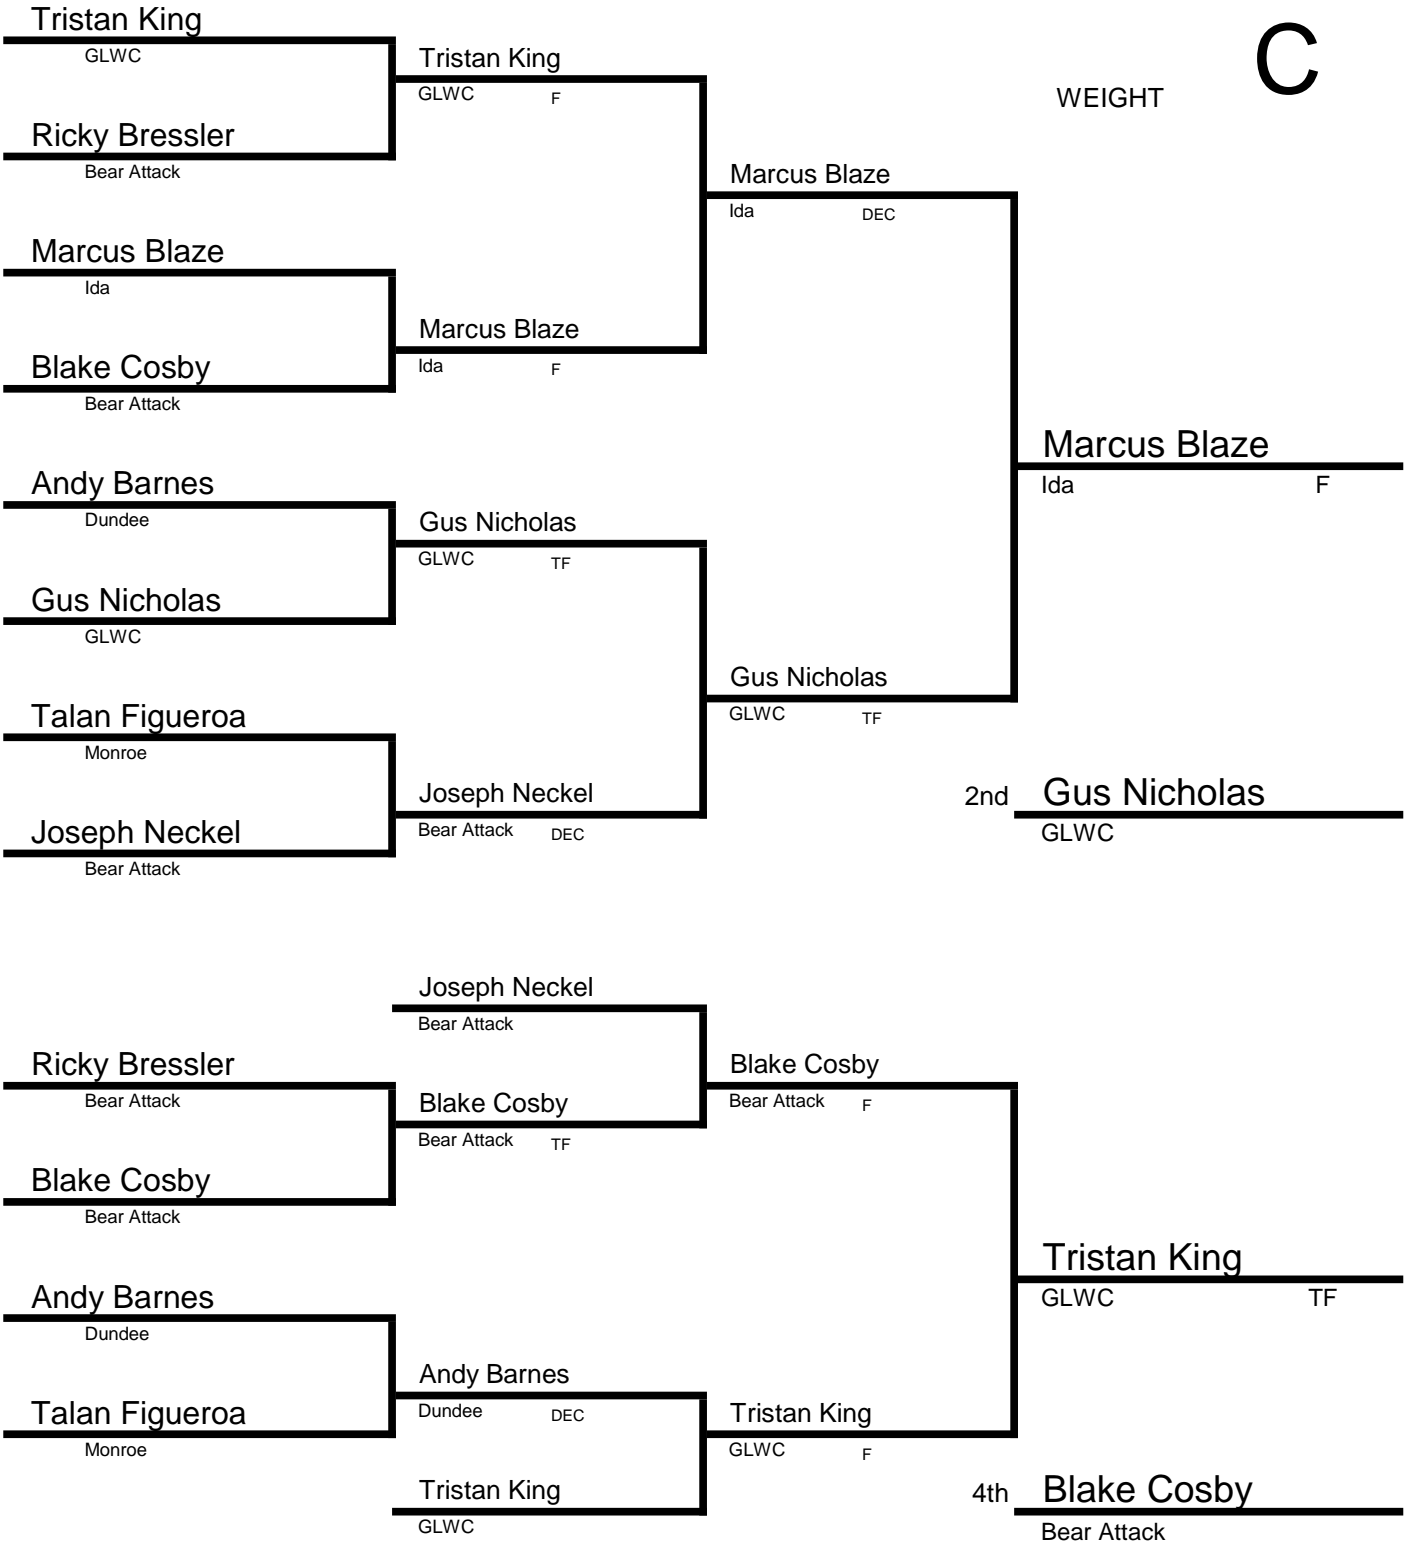 Tristan King
GLWC
Tristan King
GLWC F
C
WEIGHT
Ricky Bressler
Bear Attack
Marcus Blaze
Ida DEC
Marcus Blaze
Ida
Marcus Blaze
Ida F
Blake Cosby
Bear Attack
Marcus Blaze
Ida F
Andy Barnes
Dundee
Gus Nicholas
GLWC TF
Gus Nicholas
GLWC
Gus Nicholas
GLWC TF
Talan Figueroa
Monroe
Joseph Neckel
Bear Attack DEC
2nd Gus Nicholas
GLWC
Joseph Neckel
Bear Attack
Joseph Neckel
Bear Attack
Ricky Bressler
Bear Attack
Blake Cosby
Bear Attack F
Blake Cosby
Bear Attack TF
Blake Cosby
Bear Attack
Tristan King
GLWC TF
Andy Barnes
Dundee
Andy Barnes
Dundee DEC
Talan Figueroa
Monroe
Tristan King
GLWC F
Tristan King
GLWC
4th Blake Cosby
Bear Attack